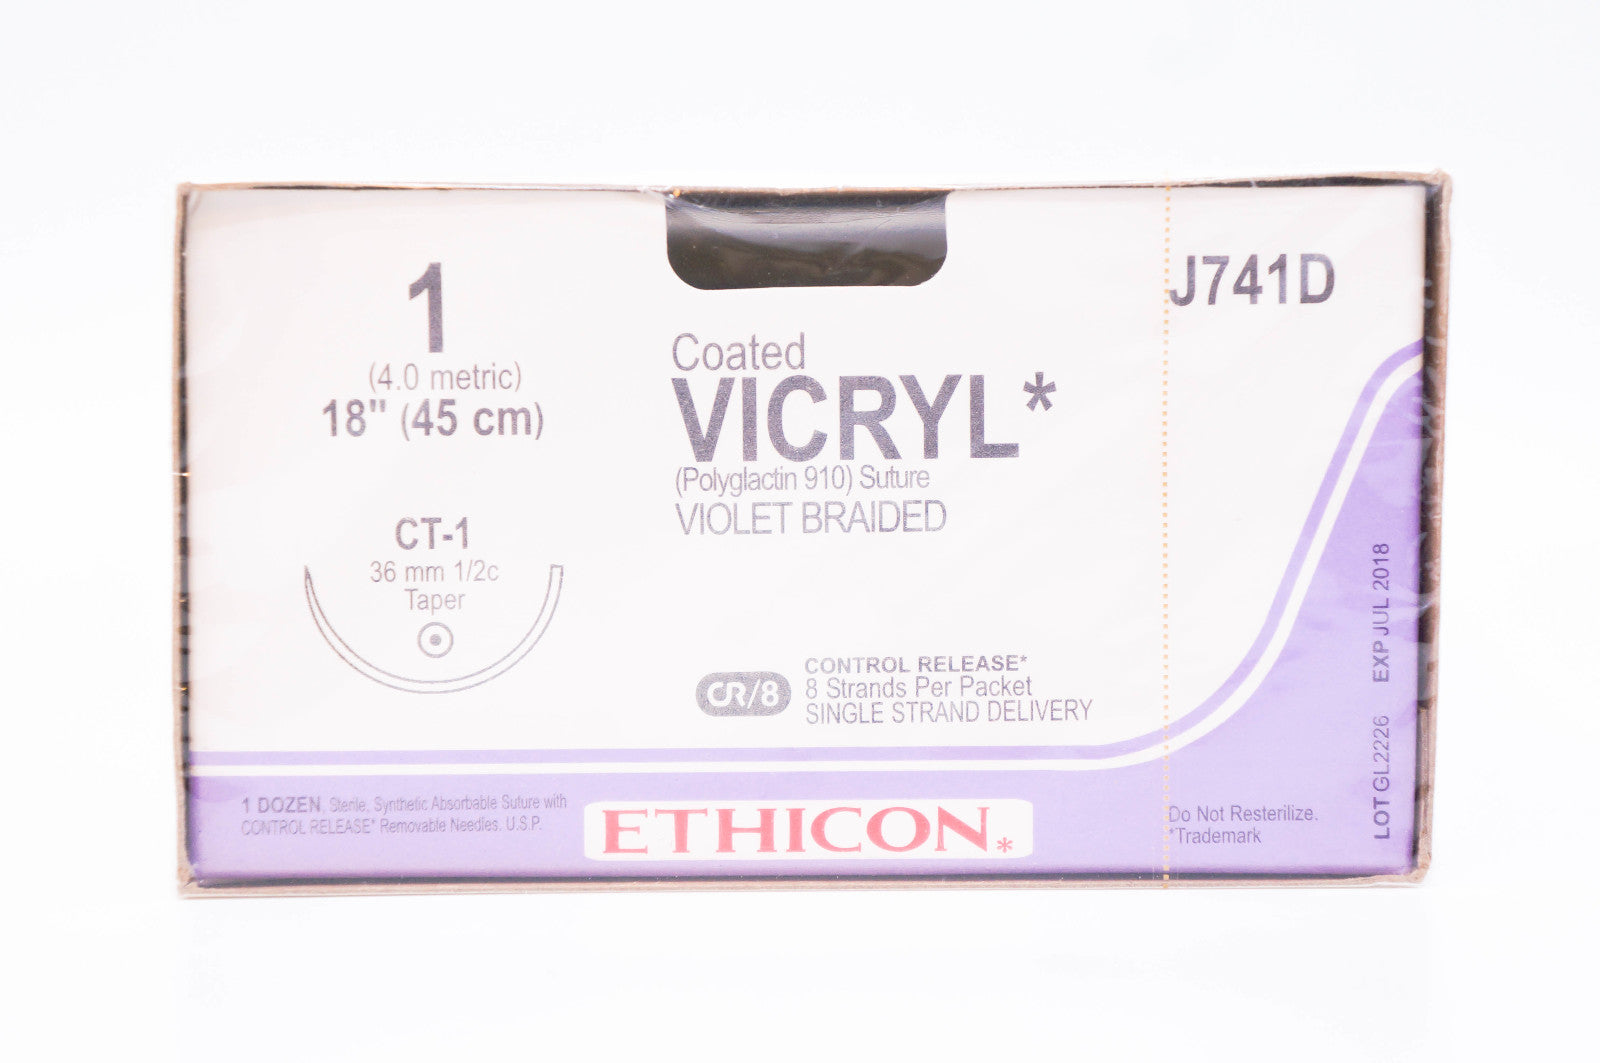 1
(4.0 metric)
18" (45 cm)
CT-1
36 mm 1/2c
Taper
Coated
VICRYL*
(Polyglactin 910) Suture
VIOLET BRAIDED
CR/8
CONTROL RELEASE*
8 Strands Per Packet
SINGLE STRAND DELIVERY
J741D
1 DOZEN, Sterile, Synthetic Absorbable Suture with
CONTROL RELEASE* Removable Needles, U.S.P.
ETHICON*
Do Not Resterilize.
*Trademark
LOT GL2226 EXP JUL 2018